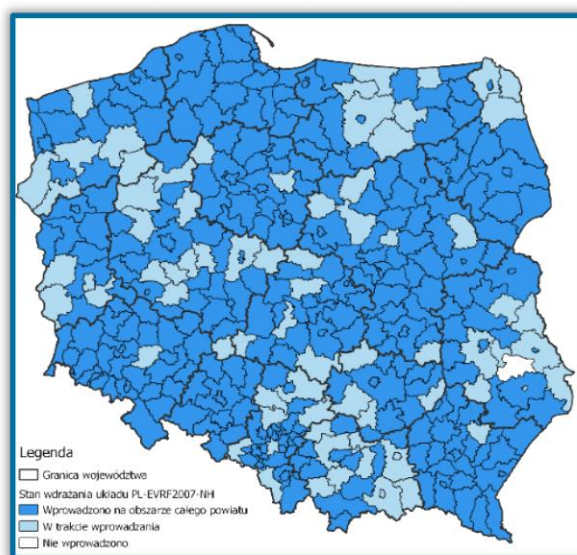 Legenda
Granica województwa
Stan wdrażania układu PL-EVRF2007-NH
Wprowadzono na obszarze całego powiatu
W trakcie wprowadzania
Nie wprowadzono